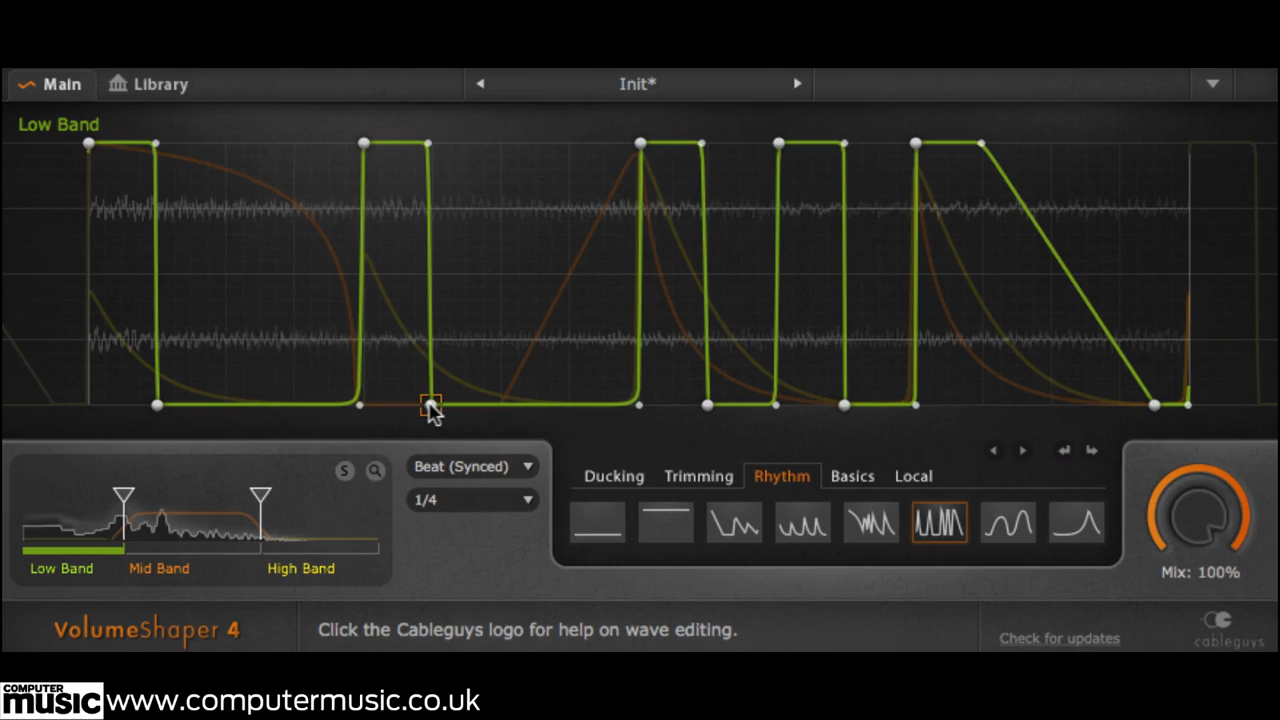 Main
Library
Init*
Low Band
S
Beat (Synced)
1/4
Ducking
Trimming
Rhythm
Basics
Local
Low Band
Mid Band
High Band
Mix: 100%
VolumeShaper 4
Click the Cableguys logo for help on wave editing.
Check for updates
cableguys
COMPUTER
music
www.computermusic.co.uk